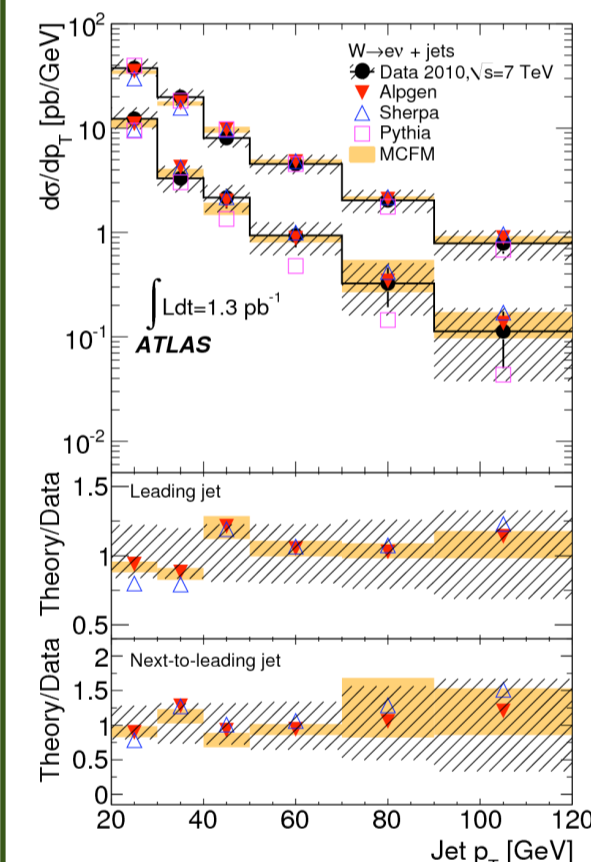 10²
dσ/dp_T [pb/GeV]
W→eν + jets
Data 2010,√s=7 TeV
Alpgen
Sherpa
Pythia
MCFM
10
1
∫Ldt=1.3 pb⁻¹
ATLAS
10⁻¹
10⁻²
Theory/Data
1.5
Leading jet
1
0.5
Theory/Data
2
Next-to-leading jet
1.5
1
0.5
0
20 40 60 80 100 120
Jet p_T [GeV]